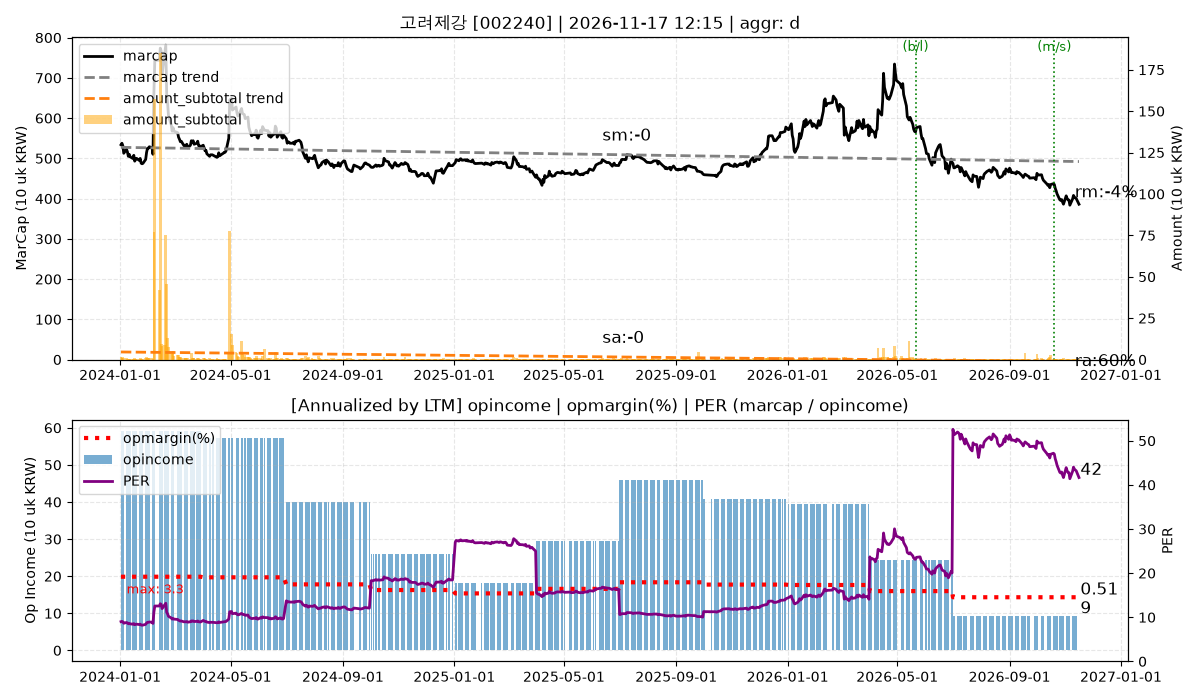 고려제강 [002240] | 2026-11-17 12:15 | aggr: d
800
700
600
500
400
300
200
100
0
MarCap (10 uk KRW)
marcap
marcap trend
amount_subtotal trend
amount_subtotal
(b/l)
(m/s)
sm:-0
sa:-0
rm:-4%
ra:60%
175
150
125
100
75
50
25
0
Amount (10 uk KRW)
2024-01-01
2024-05-01
2024-09-01
2025-01-01
2025-05-01
2025-09-01
2026-01-01
2026-05-01
2026-09-01
2027-01-01
[Annualized by LTM] opincome | opmargin(%) | PER (marcap / opincome)
60
50
40
30
20
10
0
Op Income (10 uk KRW)
opmargin(%)
opincome
PER
max: 3.3
42
0.51
9
50
40
30
20
10
0
PER
2024-01-01
2024-05-01
2024-09-01
2025-01-01
2025-05-01
2025-09-01
2026-01-01
2026-05-01
2026-09-01
2027-01-01